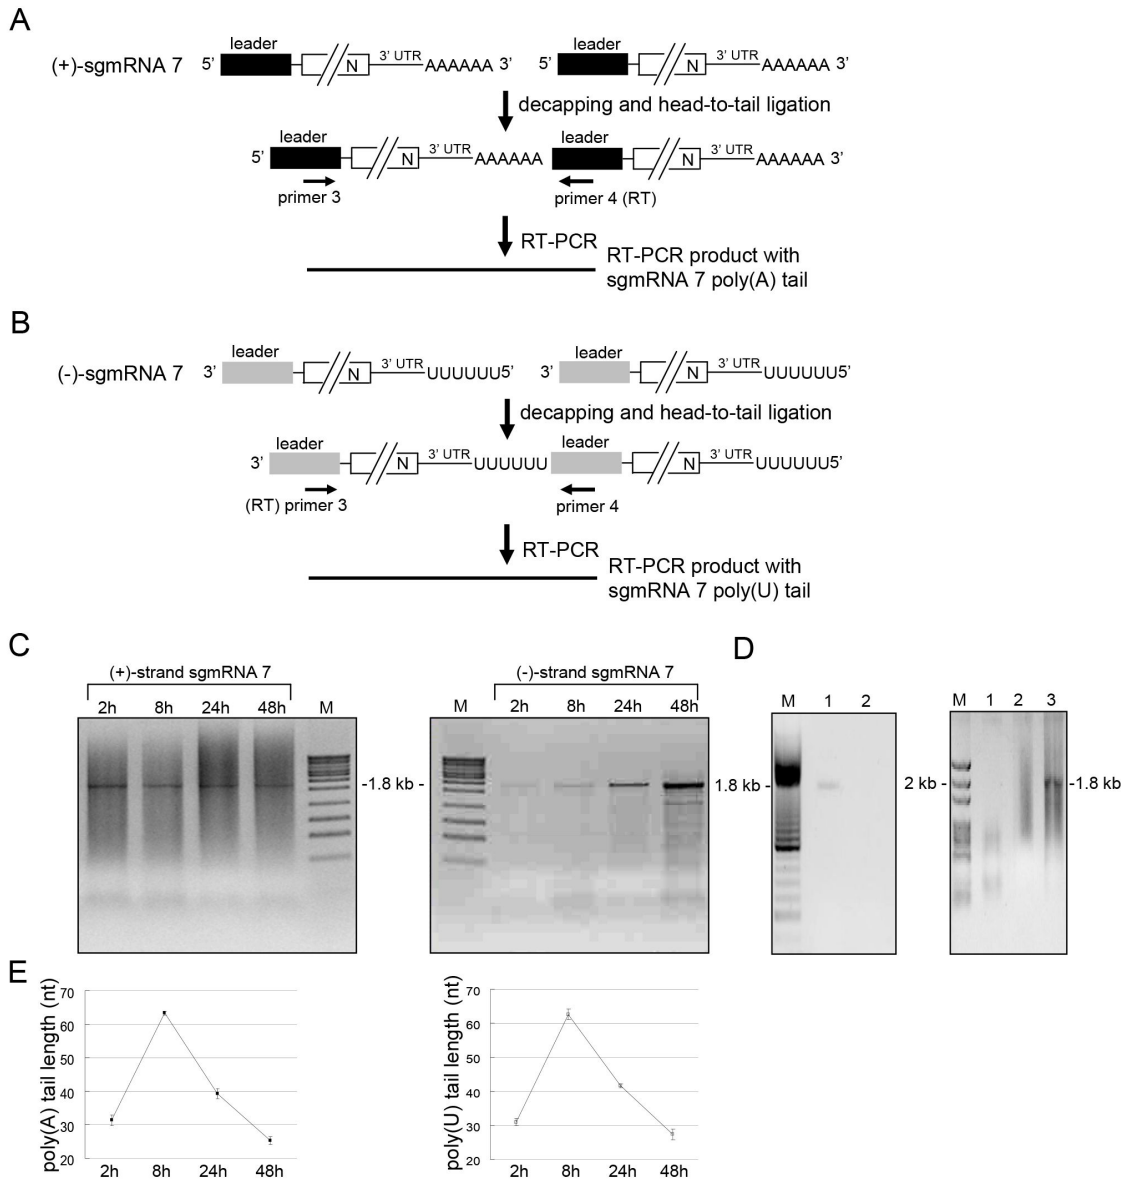 A
(+)-sgmRNA 7 5' leader N 3' UTR AAAAAA 3' 5' leader N 3' UTR AAAAAA 3'
decapping and head-to-tail ligation
5' leader N 3' UTR AAAAAA leader N 3' UTR AAAAAA 3'
primer 3 primer 4 (RT)
RT-PCR
RT-PCR product with
sgmRNA 7 poly(A) tail
B
(-)-sgmRNA 7 3' leader N 3' UTR UUUUUU5' 3' leader N 3' UTR UUUUUU5'
decapping and head-to-tail ligation
3' leader N 3' UTR UUUUUU leader N 3' UTR UUUUUU5'
(RT) primer 3 primer 4
RT-PCR
RT-PCR product with
sgmRNA 7 poly(U) tail
C
(+)-strand sgmRNA 7
2h 8h 24h 48h M
-1.8 kb -
(-)-strand sgmRNA 7
M 2h 8h 24h 48h
D
M 1 2
1.8 kb -
M 1 2 3
2 kb -
-1.8 kb
E
poly(A) tail length (nt)
70
60
50
40
30
20
2h 8h 24h 48h
poly(U) tail length (nt)
70
60
50
40
30
20
2h 8h 24h 48h